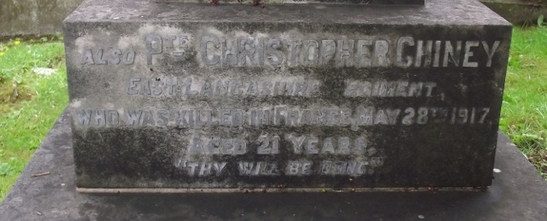 ALSO PTE CHRISTOPHER CHINEY
EAST LANCASHIRE REGIMENT,
WHO WAS KILLED IN FRANCE, MAY 28TH 1917,
AGED 21 YEARS.
"THY WILL BE DONE."